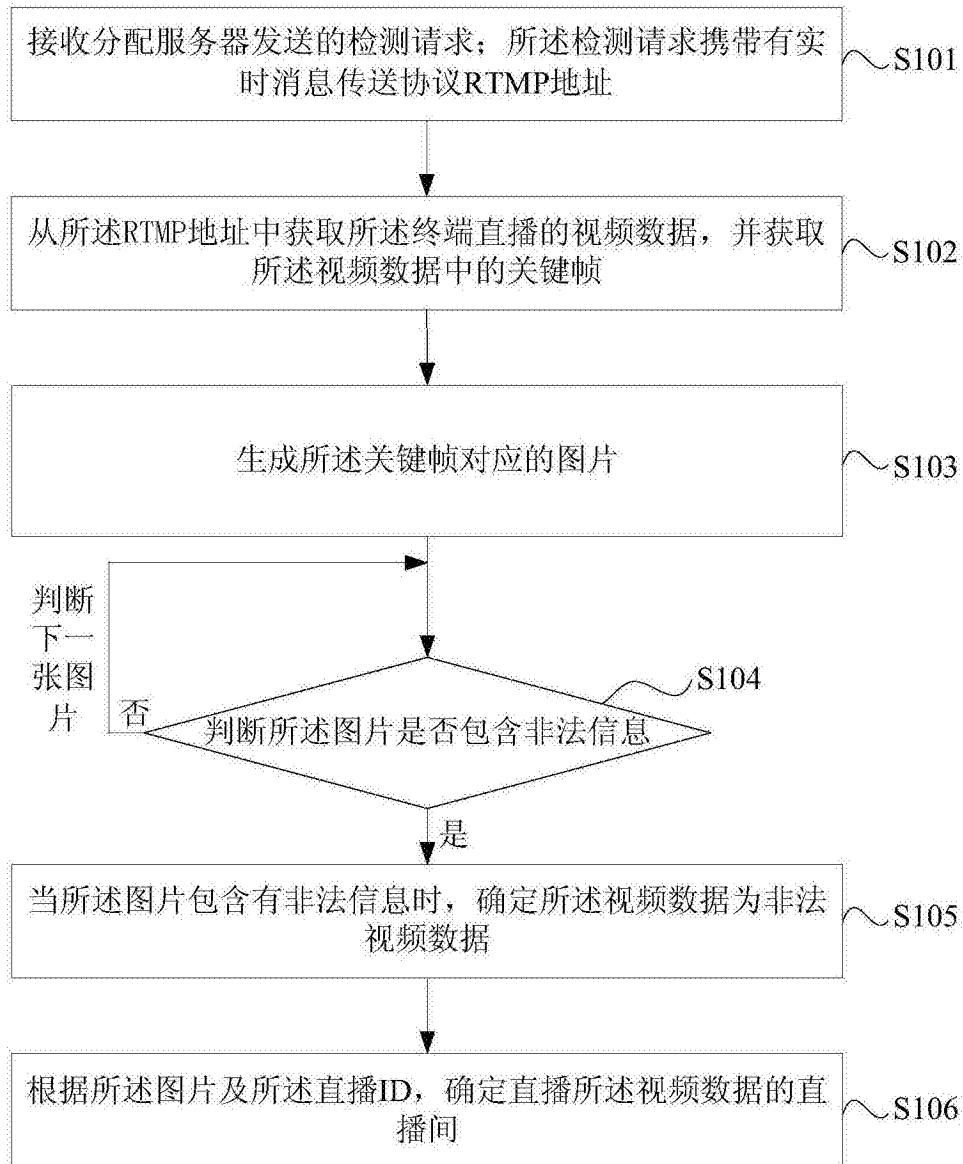 接收分配服务器发送的检测请求；所述检测请求携带有实
时消息传送协议RTMP地址
S101
从所述RTMP地址中获取所述终端直播的视频数据，并获取
所述视频数据中的关键帧
S102
生成所述关键帧对应的图片
S103
判断
下一
张图
片
否
S104
判断所述图片是否包含非法信息
是
当所述图片包含有非法信息时，确定所述视频数据为非法
视频数据
S105
根据所述图片及所述直播ID，确定直播所述视频数据的直
播间
S106